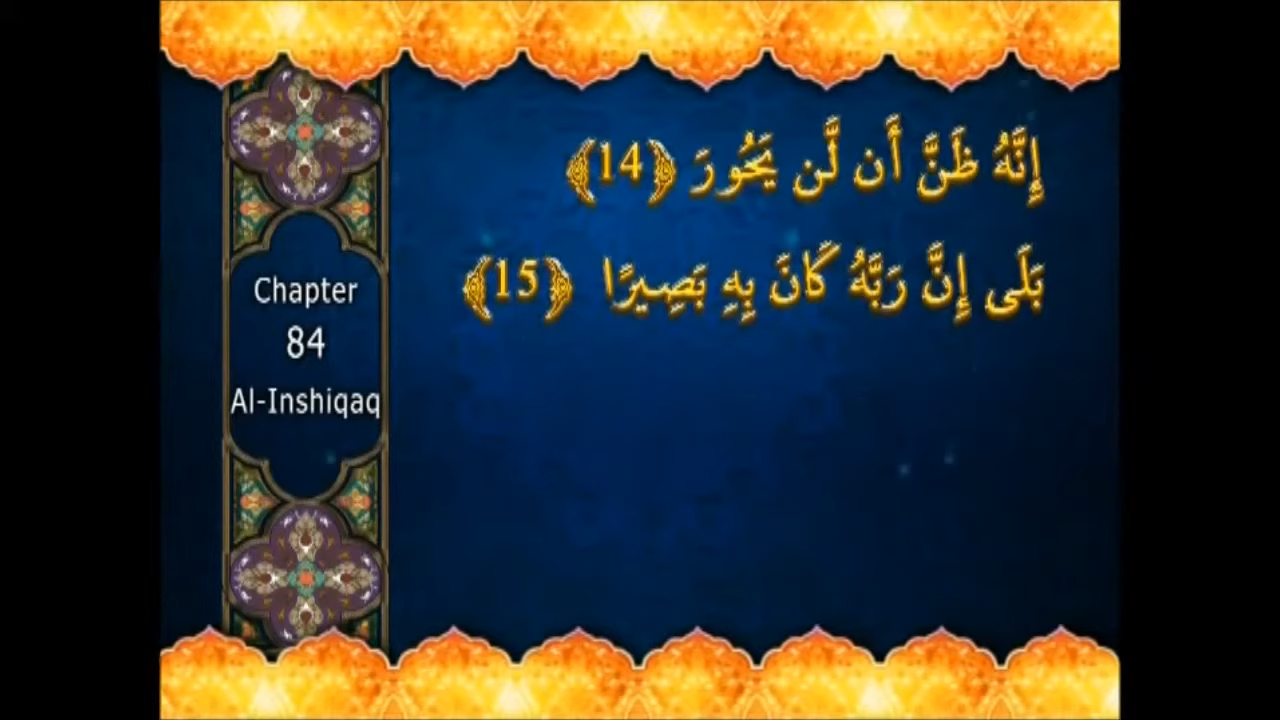 Chapter
84
Al-Inshiqaq
إِنَّهُ ظَنَّ أَن لَّن يَحُورَ ﴿14﴾
بَلَى إِنَّ رَبَّهُ كَانَ بِهِ بَصِيرًا ﴿15﴾